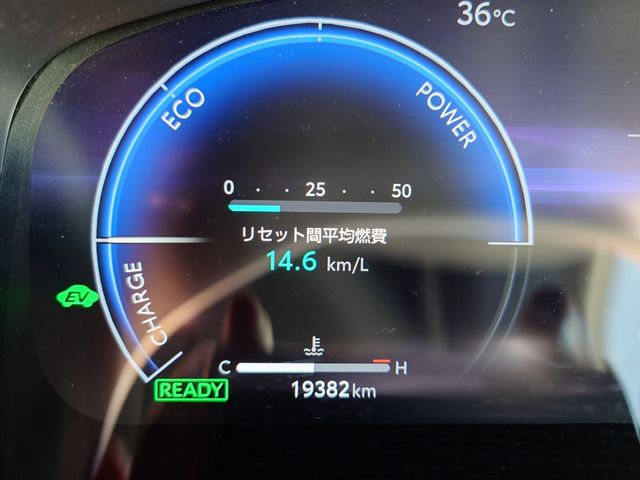 36℃
ECO
POWER
0 · · 25 · · 50
リセット間平均燃費
14.6 km/L
EV
CHARGE
C H
READY
19382km